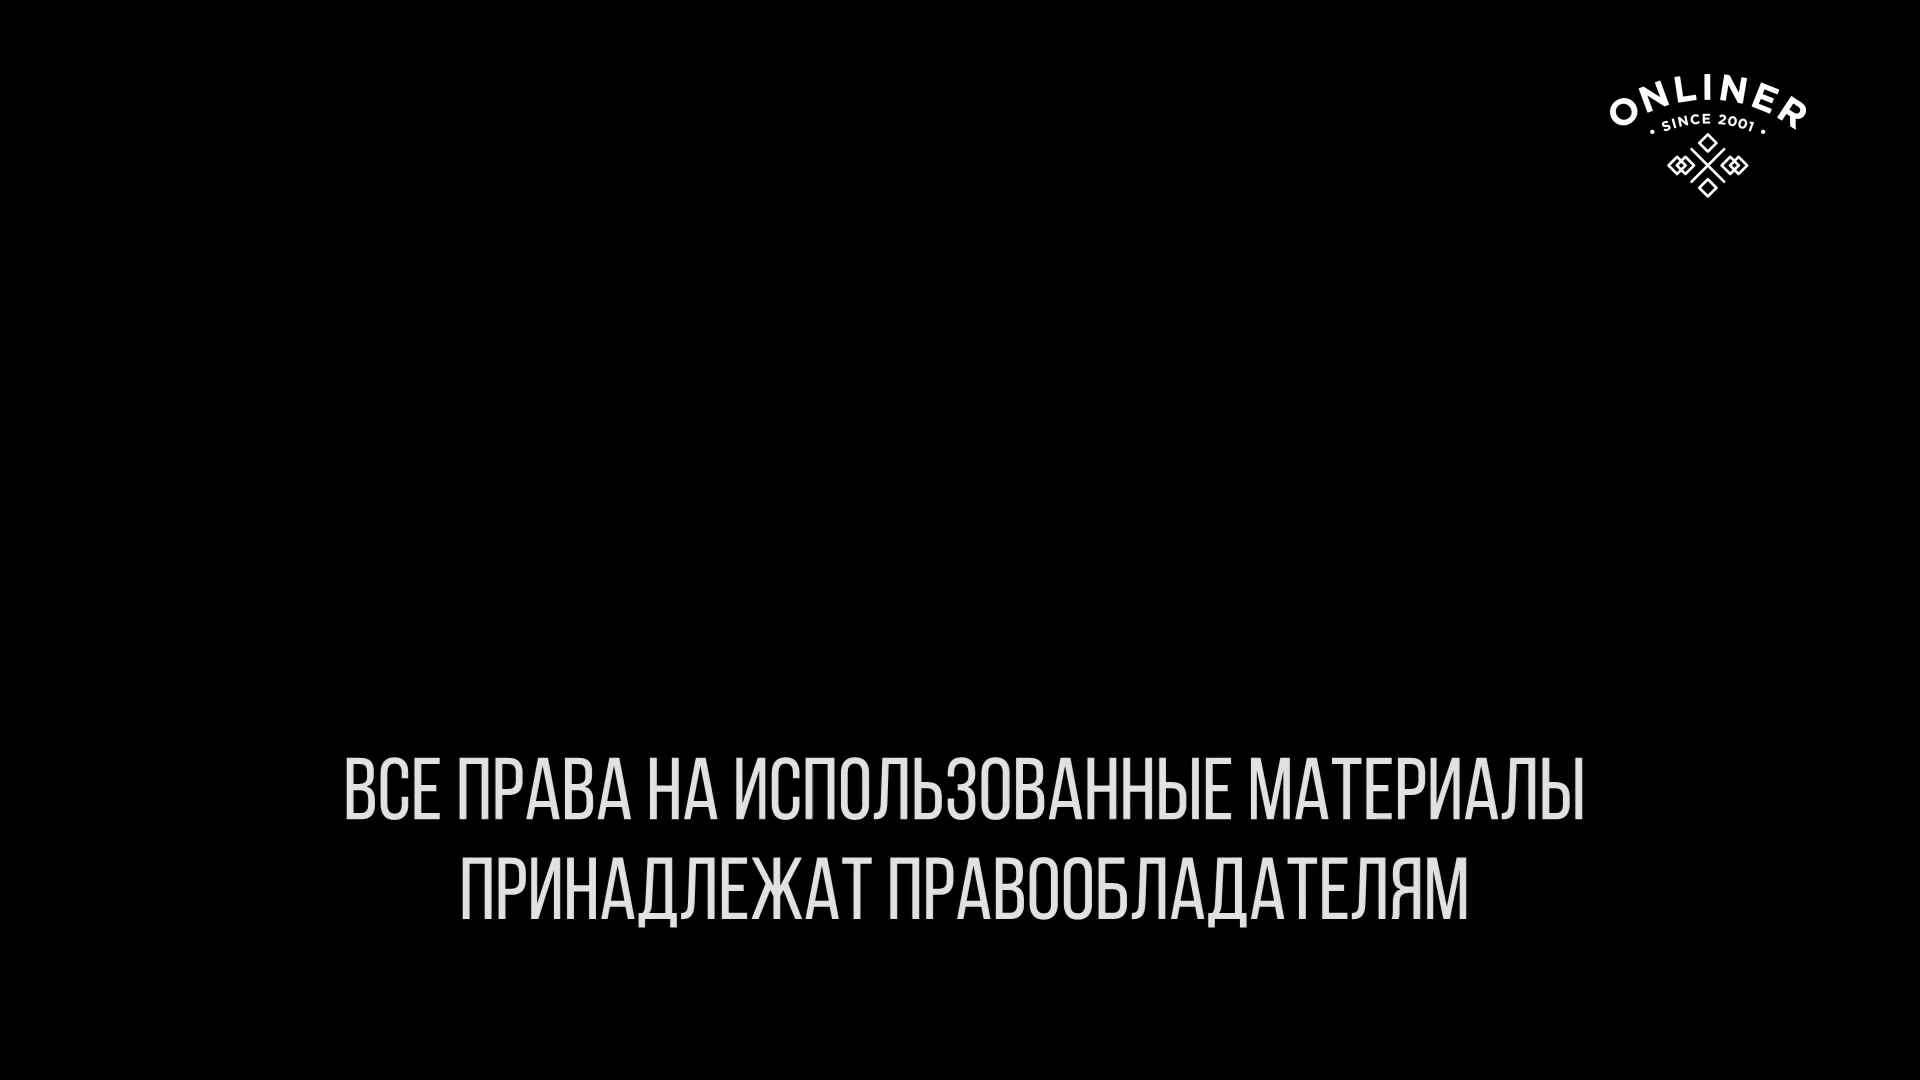 ONLINER
• SINCE 2001 •
ВСЕ ПРАВА НА ИСПОЛЬЗОВАННЫЕ МАТЕРИАЛЫ
ПРИНАДЛЕЖАТ ПРАВООБЛАДАТЕЛЯМ